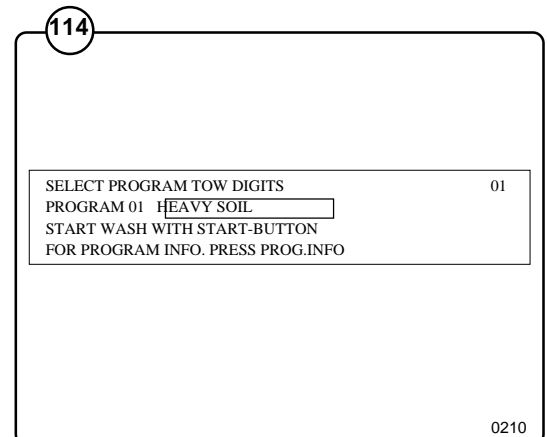 114
SELECT PROGRAM TOW DIGITS 01
PROGRAM 01 HEAVY SOIL
START WASH WITH START-BUTTON
FOR PROGRAM INFO. PRESS PROG.INFO
0210